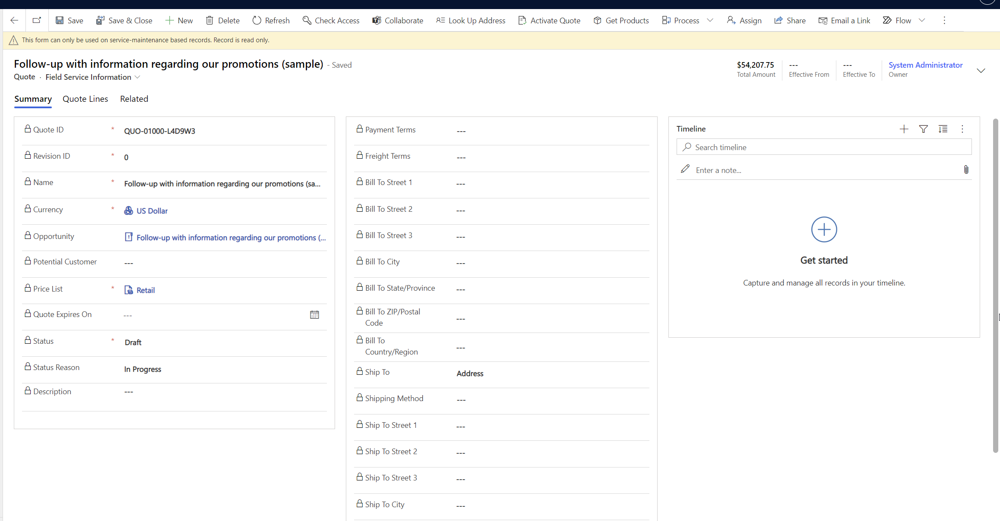 Save
Save & Close
New
Delete
Refresh
Check Access
Collaborate
Look Up Address
Activate Quote
Get Products
Process
Assign
Share
Email a Link
Flow
This form can only be used on service-maintenance based records. Record is read only.
Follow-up with information regarding our promotions (sample) - Saved
Quote · Field Service Information
$54,207.75
Total Amount
---
Effective From
---
Effective To
System Administrator
Owner
Summary
Quote Lines
Related
Quote ID * QUO-01000-L4D9W3
Revision ID * 0
Name * Follow-up with information regarding our promotions (sa...
Currency * US Dollar
Opportunity Follow-up with information regarding our promotions (...
Potential Customer ---
Price List * Retail
Quote Expires On ---
Status * Draft
Status Reason In Progress
Description ---
Payment Terms ---
Freight Terms ---
Bill To Street 1 ---
Bill To Street 2 ---
Bill To Street 3 ---
Bill To City ---
Bill To State/Province ---
Bill To ZIP/Postal
Code ---
Bill To
Country/Region ---
Ship To Address
Shipping Method ---
Ship To Street 1 ---
Ship To Street 2 ---
Ship To Street 3 ---
Ship To City ---
Timeline
Search timeline
Enter a note...
Get started
Capture and manage all records in your timeline.